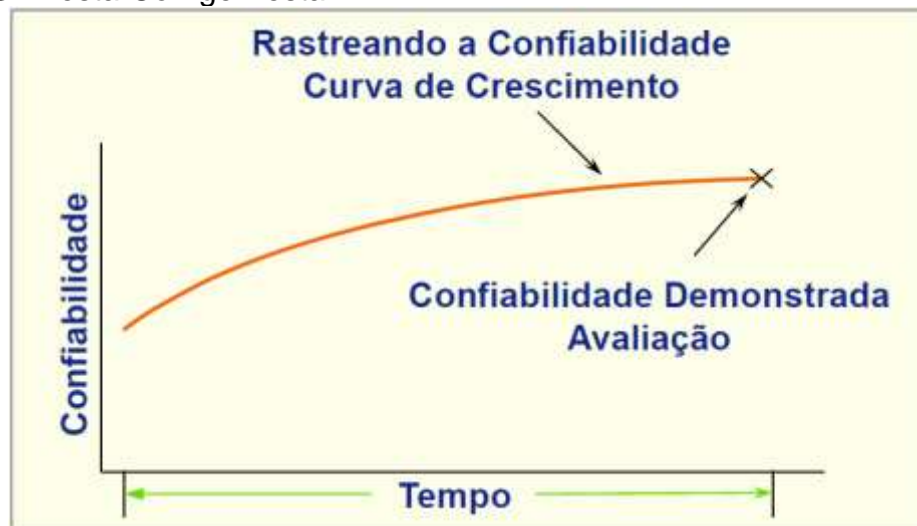 Rastreando a Confiabilidade
Curva de Crescimento
Confiabilidade
Confiabilidade Demonstrada
Avaliação
Tempo